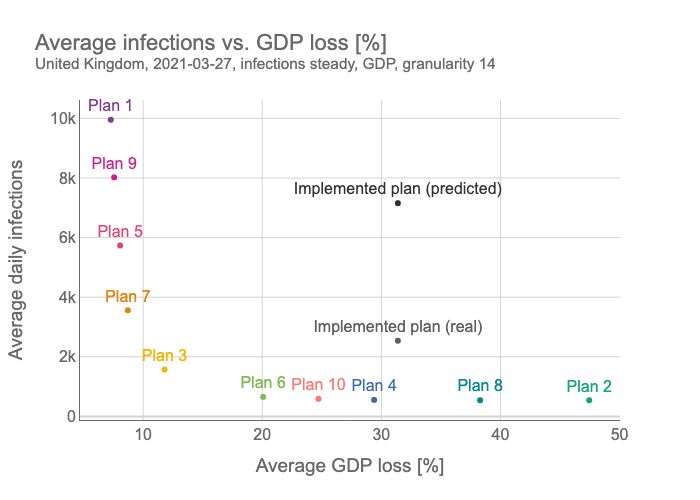 Average infections vs. GDP loss [%]
United Kingdom, 2021-03-27, infections steady, GDP, granularity 14
Plan 1
10k
Plan 9
8k
Implemented plan (predicted)
Plan 5
6k
Plan 7
4k
Implemented plan (real)
Plan 3
2k
Plan 6
Plan 10
Plan 4
Plan 8
Plan 2
0
10
20
30
40
50
Average daily infections
Average GDP loss [%]